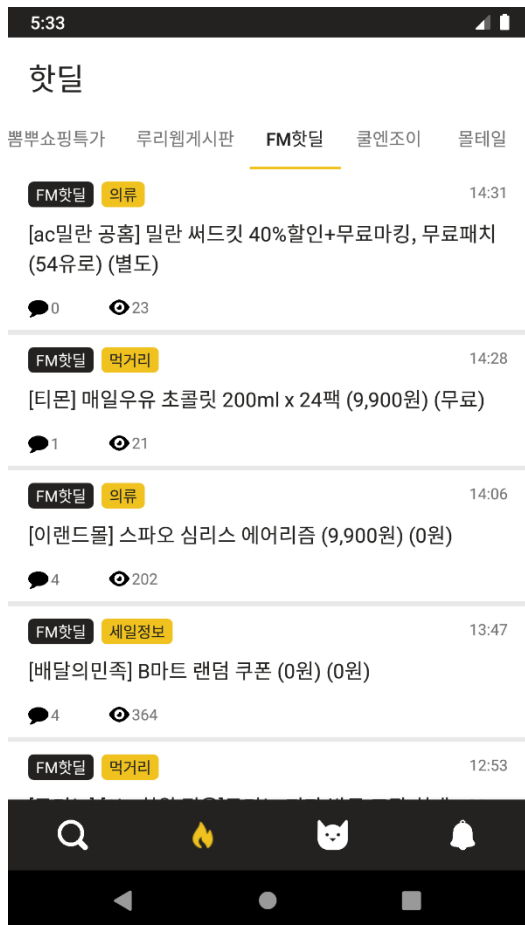 5:33
핫딜
뽐뿌쇼핑특가 루리웹게시판 FM핫딜 쿨엔조이 몰테일
FM핫딜 의류 14:31
[ac밀란 공홈] 밀란 써드킷 40%할인+무료마킹, 무료패치
(54유로) (별도)
0 23
FM핫딜 먹거리 14:28
[티몬] 매일우유 초콜릿 200ml x 24팩 (9,900원) (무료)
1 21
FM핫딜 의류 14:06
[이랜드몰] 스파오 심리스 에어리즘 (9,900원) (0원)
4 202
FM핫딜 세일정보 13:47
[배달의민족] B마트 랜덤 쿠폰 (0원) (0원)
4 364
FM핫딜 먹거리 12:53